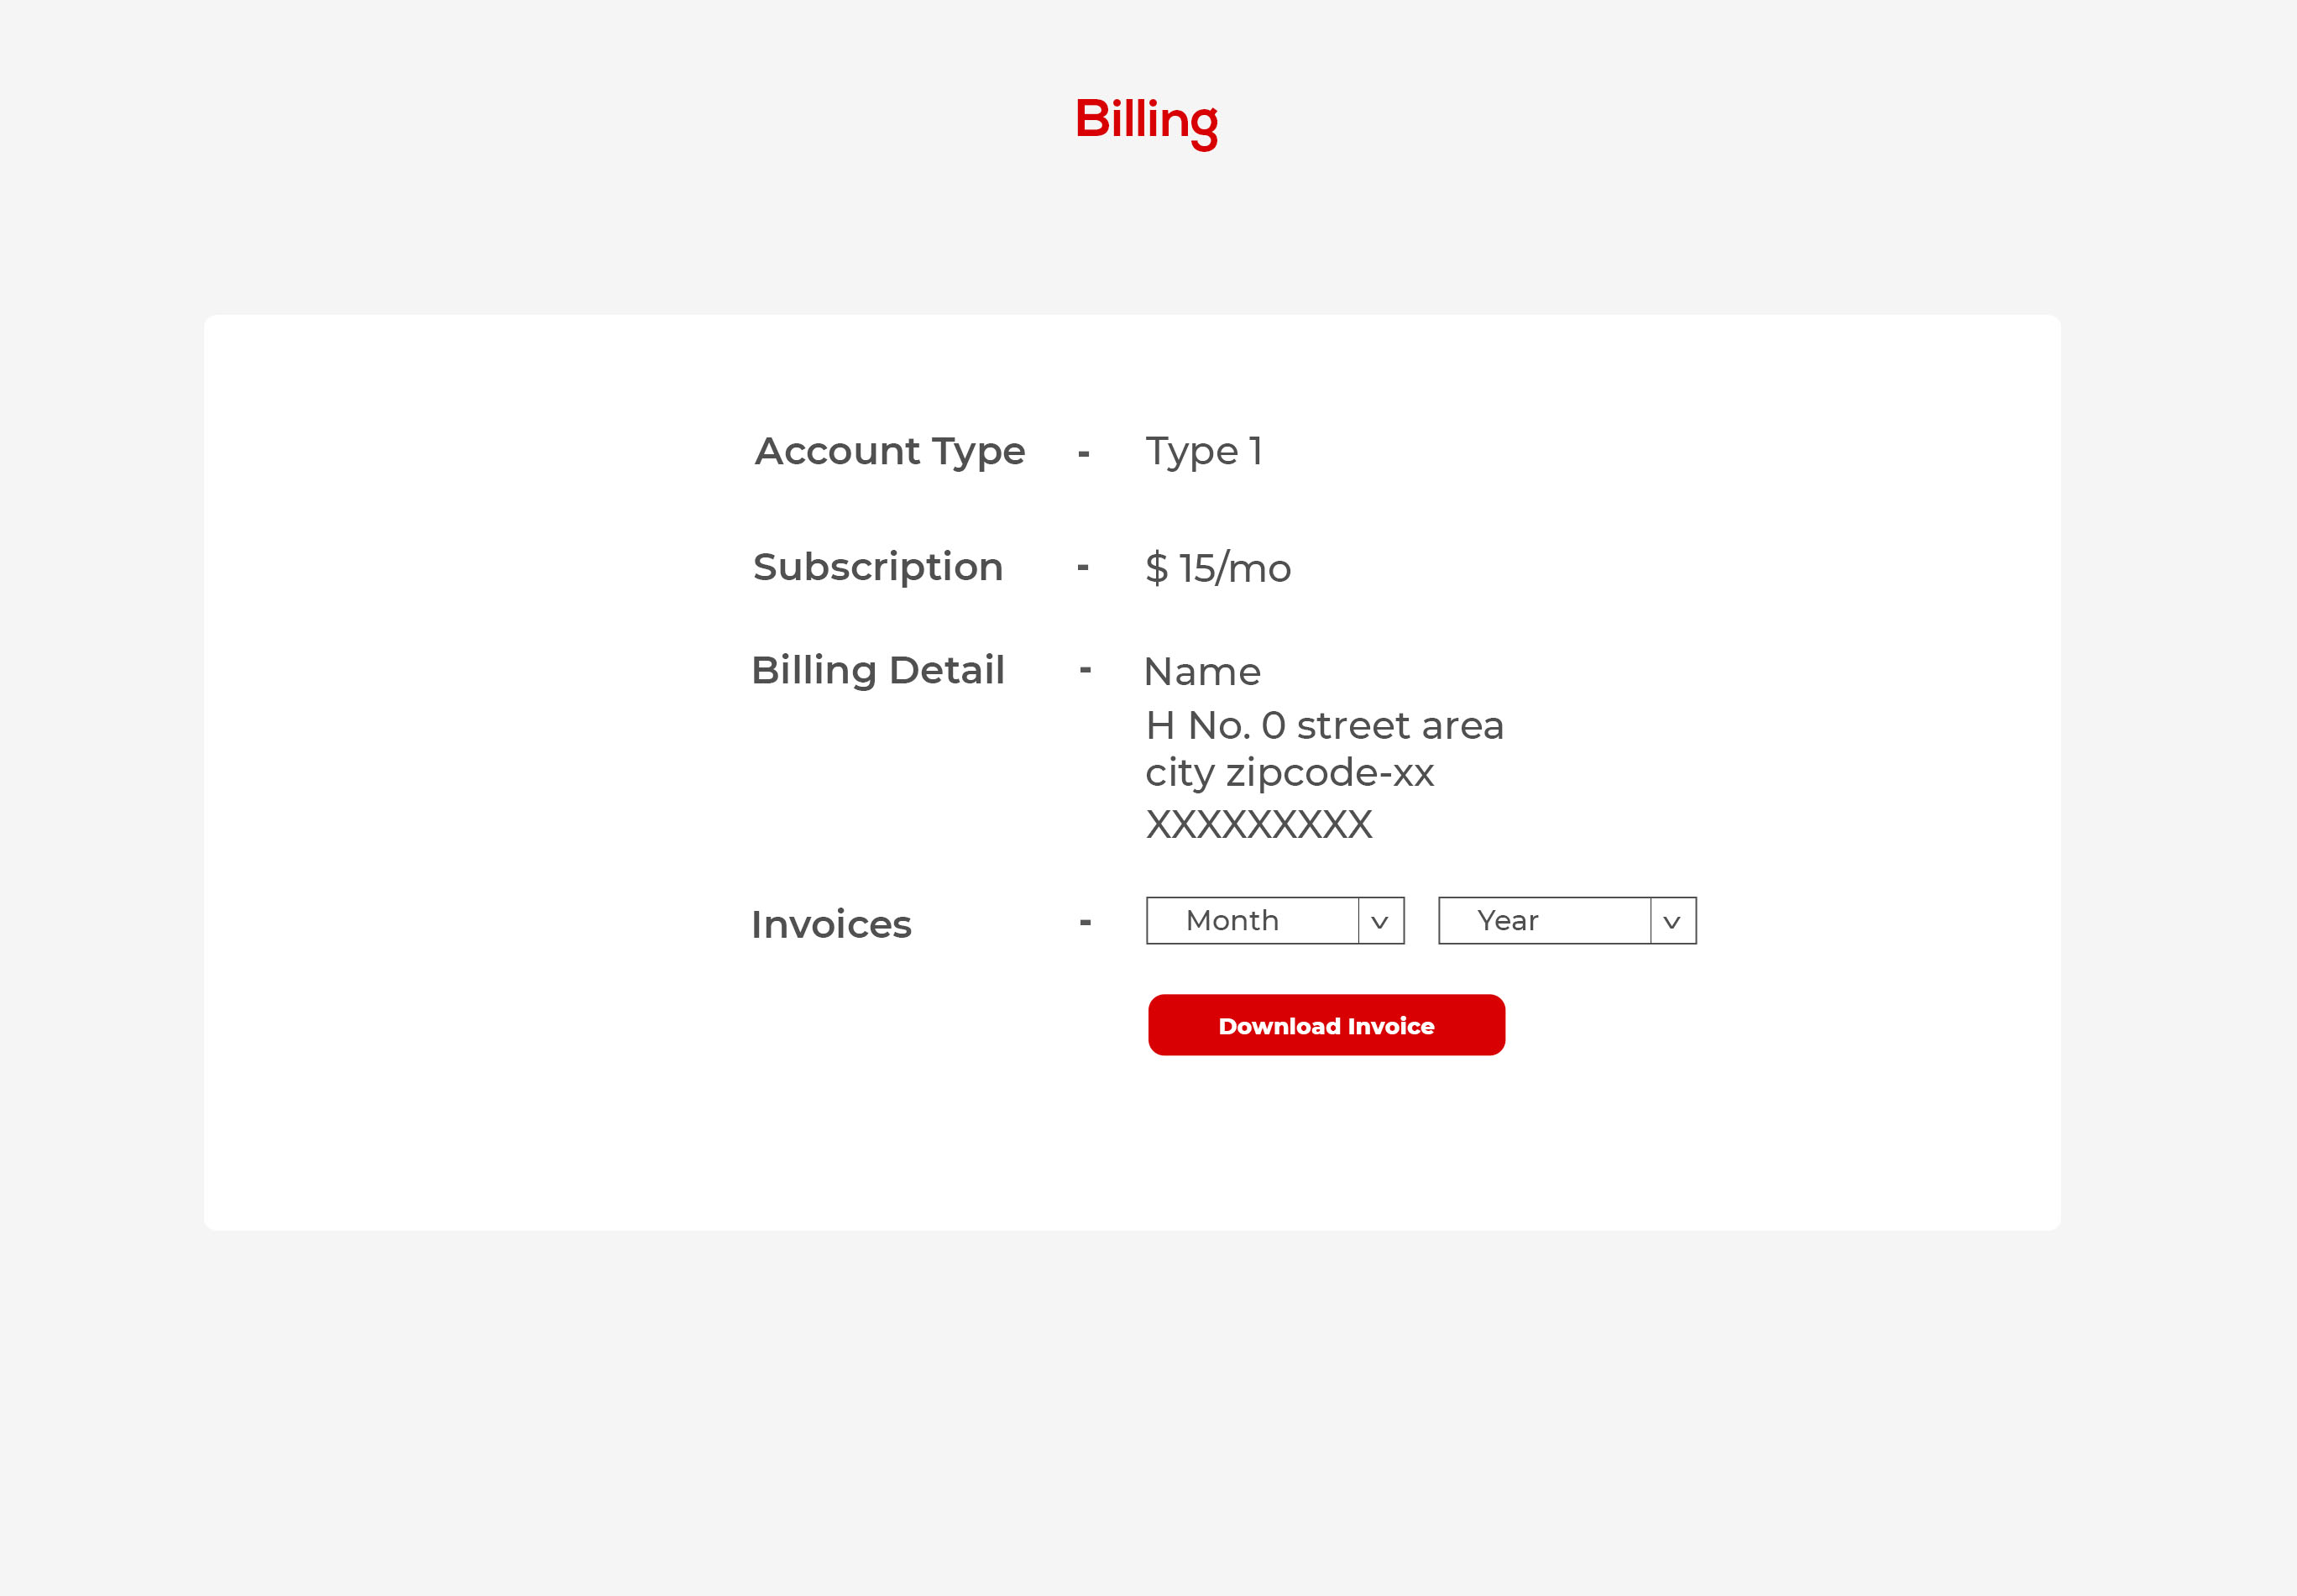 Billing
Account Type - Type 1
Subscription - $ 15/mo
Billing Detail - Name
H No. 0 street area
city zipcode-xx
XXXXXXXXX
Invoices - Month Year
Download Invoice